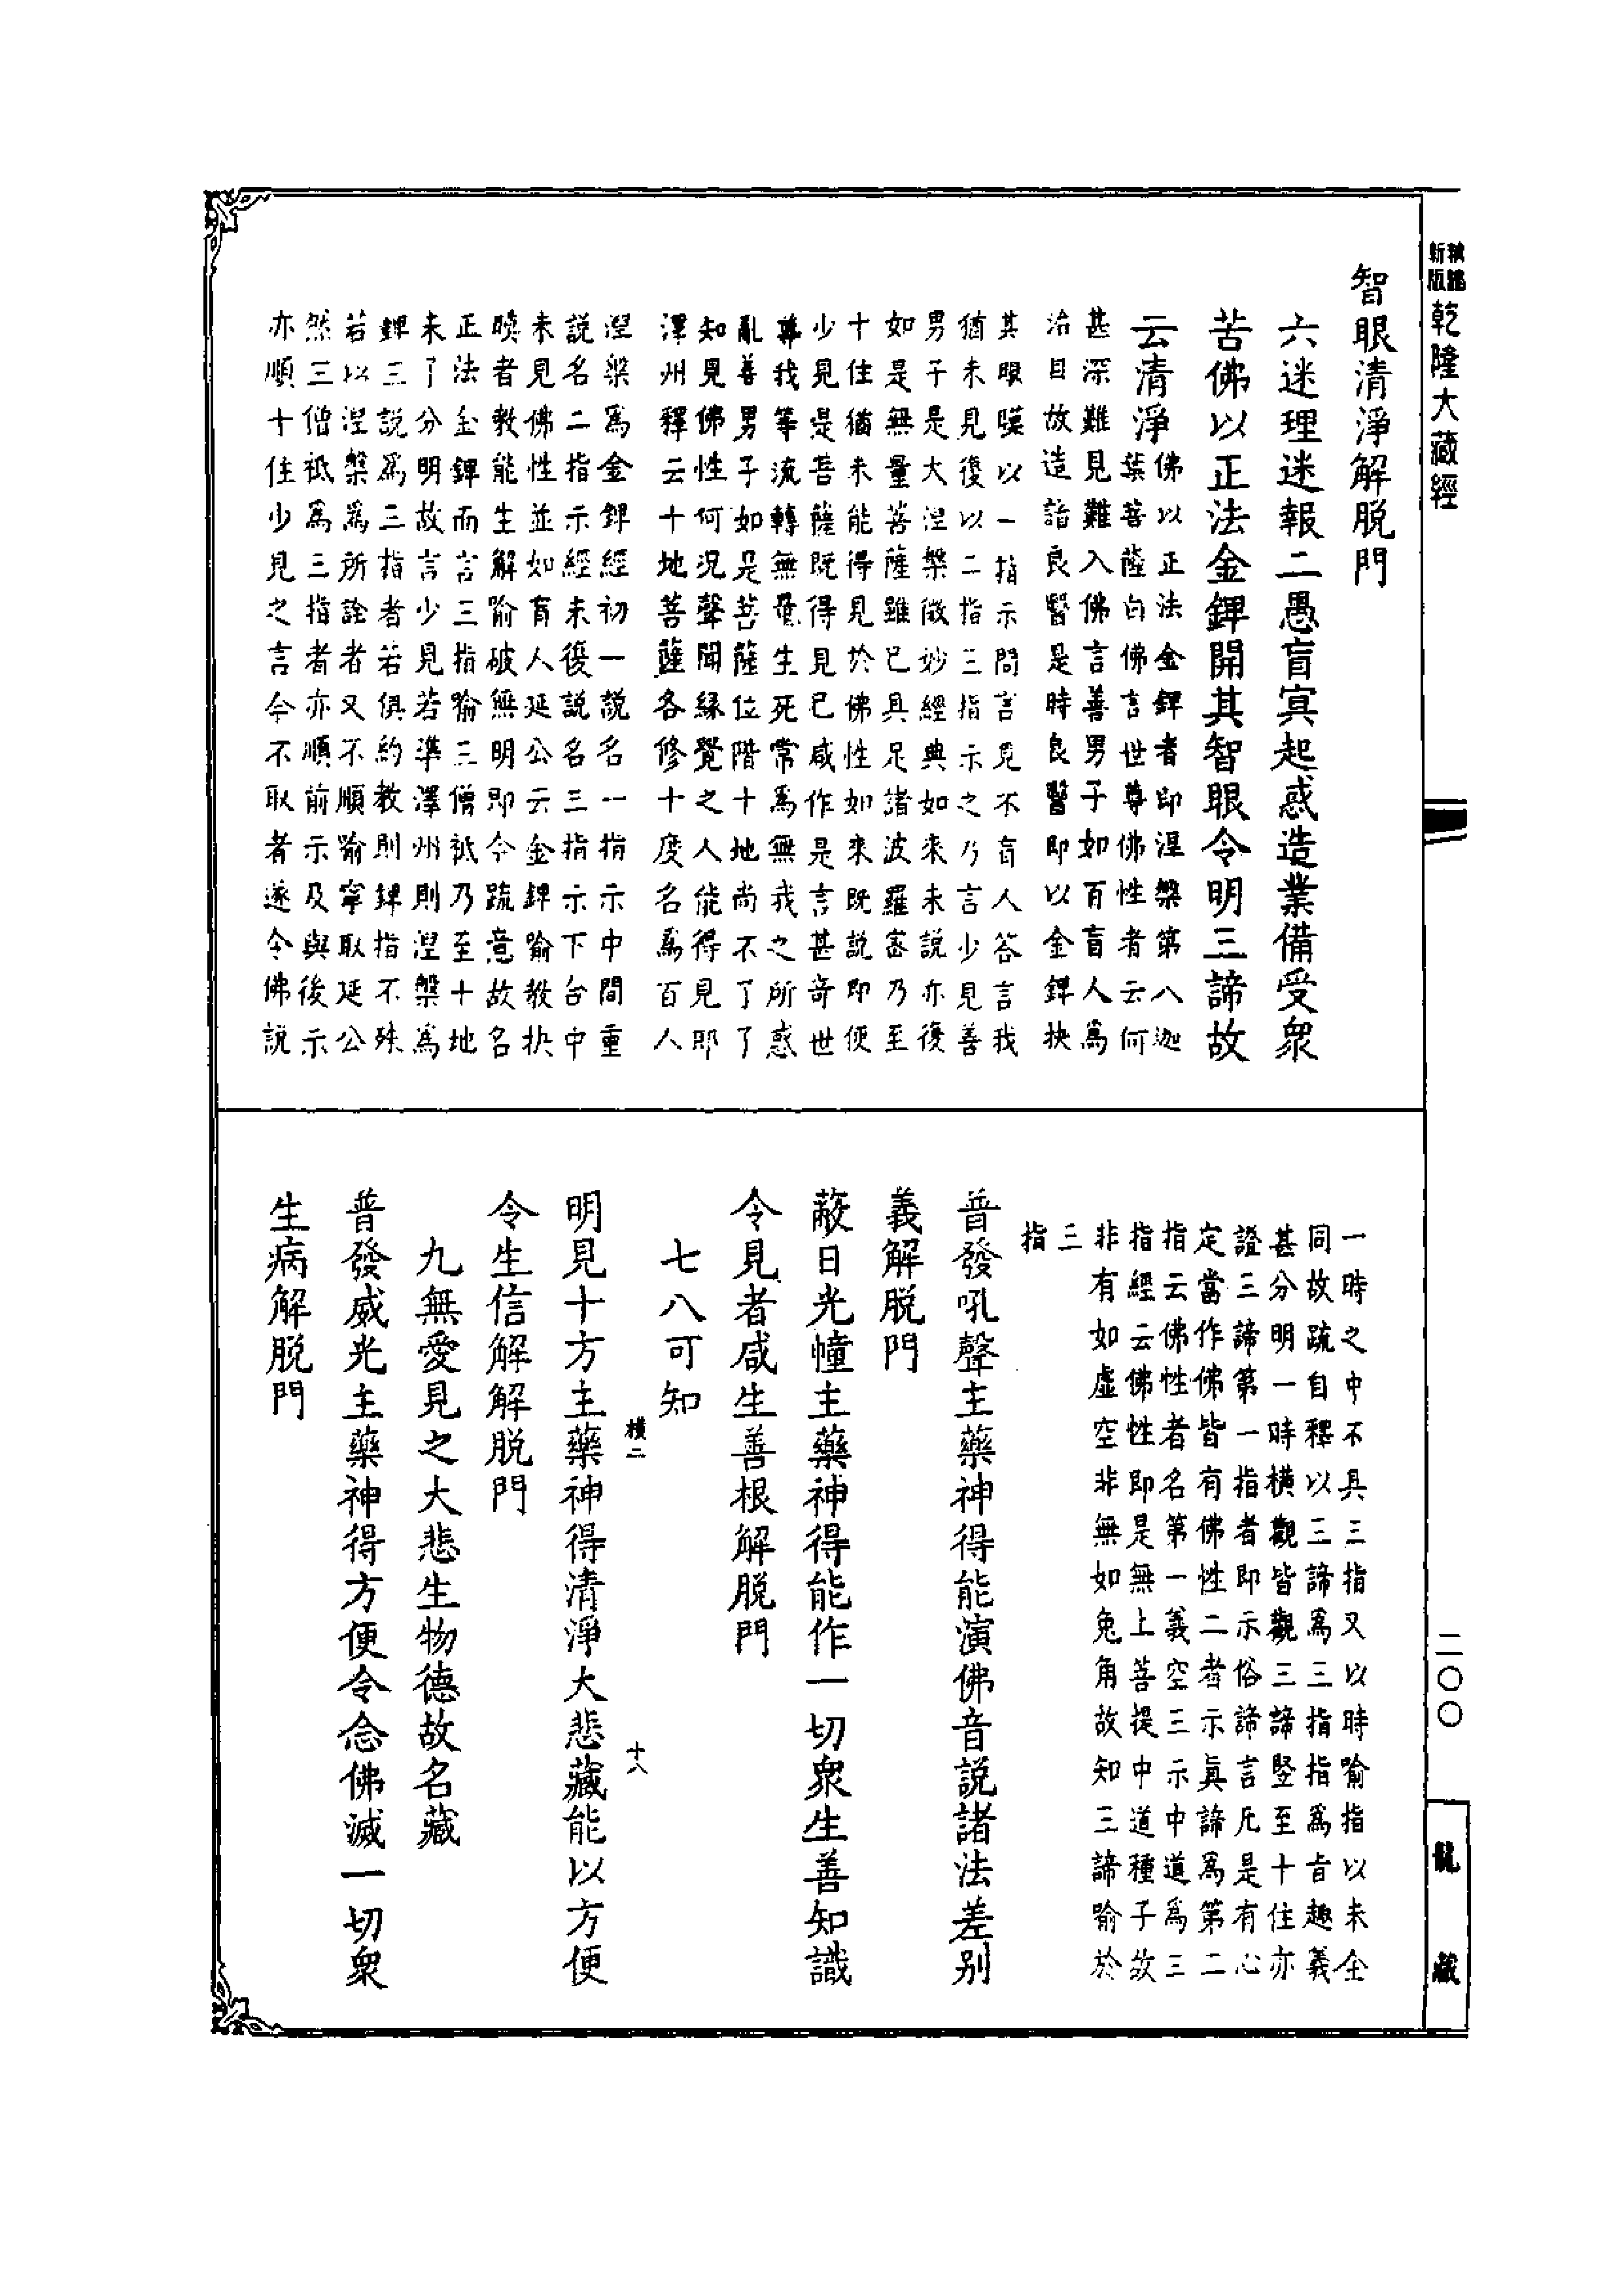 乾隆大藏經
二〇〇
龍藏
智眼清淨解脫門
六迷理迷報二愚盲㝠起惑造業備受衆
苦佛以正法金錍開其智眼令明三諦故
云清淨
佛以正法金錍者即涅槃第八迦
葉菩薩白佛言世尊佛性者云何
甚深難見難入佛言善男子如百盲人爲
治目故造詣良醫是時良醫即以金錍抉
其眼膜以一指示問言見不盲人答言我
猶未見復以二指三指示之乃言少見善
男子是大涅槃微妙經典如來未說亦復
如是無量菩薩雖已具足諸波羅宻乃至
十住猶未能得見於佛性如來既說即便
少見是菩薩既得見已咸作是言甚奇世
尊我等流轉無量生死常爲無我之所惑
亂善男子如是菩薩位階十地尚不了了
知見佛性何况聲聞緣覺之人能得見耶
澤州釋云十地菩薩各修十度名爲百人
涅槃爲金錍經初一說名一指示中間重
說名二指示經末復說名三指示下合中
未見佛性並如盲人延公云金錍喻教抉
膜者教能生解喻破無明即今疏意故名
正法金錍而言三指喻三僧祇乃至十地
未了分明故言少見若準澤州則涅槃爲
錍三說爲三指者若俱約教則錍指不殊
若以涅槃爲所詮者又不順喻寧取延公
然三僧祇爲三指者亦順前示及與後示
亦順十住少見之言今不取者遂令佛說
一時之中不具三指又以時喻指以未全
同故疏自釋以三諦爲三指指爲旨趣義
甚分明一時橫觀皆觀三諦竪至十住亦
證三諦第一指者即示俗諦言凡是有心
定當作佛皆有佛性二者示眞諦爲第二
指云佛性者名第一義空三示中道爲三
指經云佛性即是無上菩提中道種子故
非有如虛空非無如兔角故知三諦喻於
三
指
普發吼聲主藥神得能演佛音説諸法差别
義解脫門
蔽日光幢主藥神得能作一切衆生善知識
令見者咸生善根解脫門
七八可知
橫二
十八
明見十方主藥神得清淨大悲藏能以方便
令生信解解脫門
九無愛見之大悲生物德故名藏
普發威光主藥神得方便令念佛滅一切衆
生病解脫門